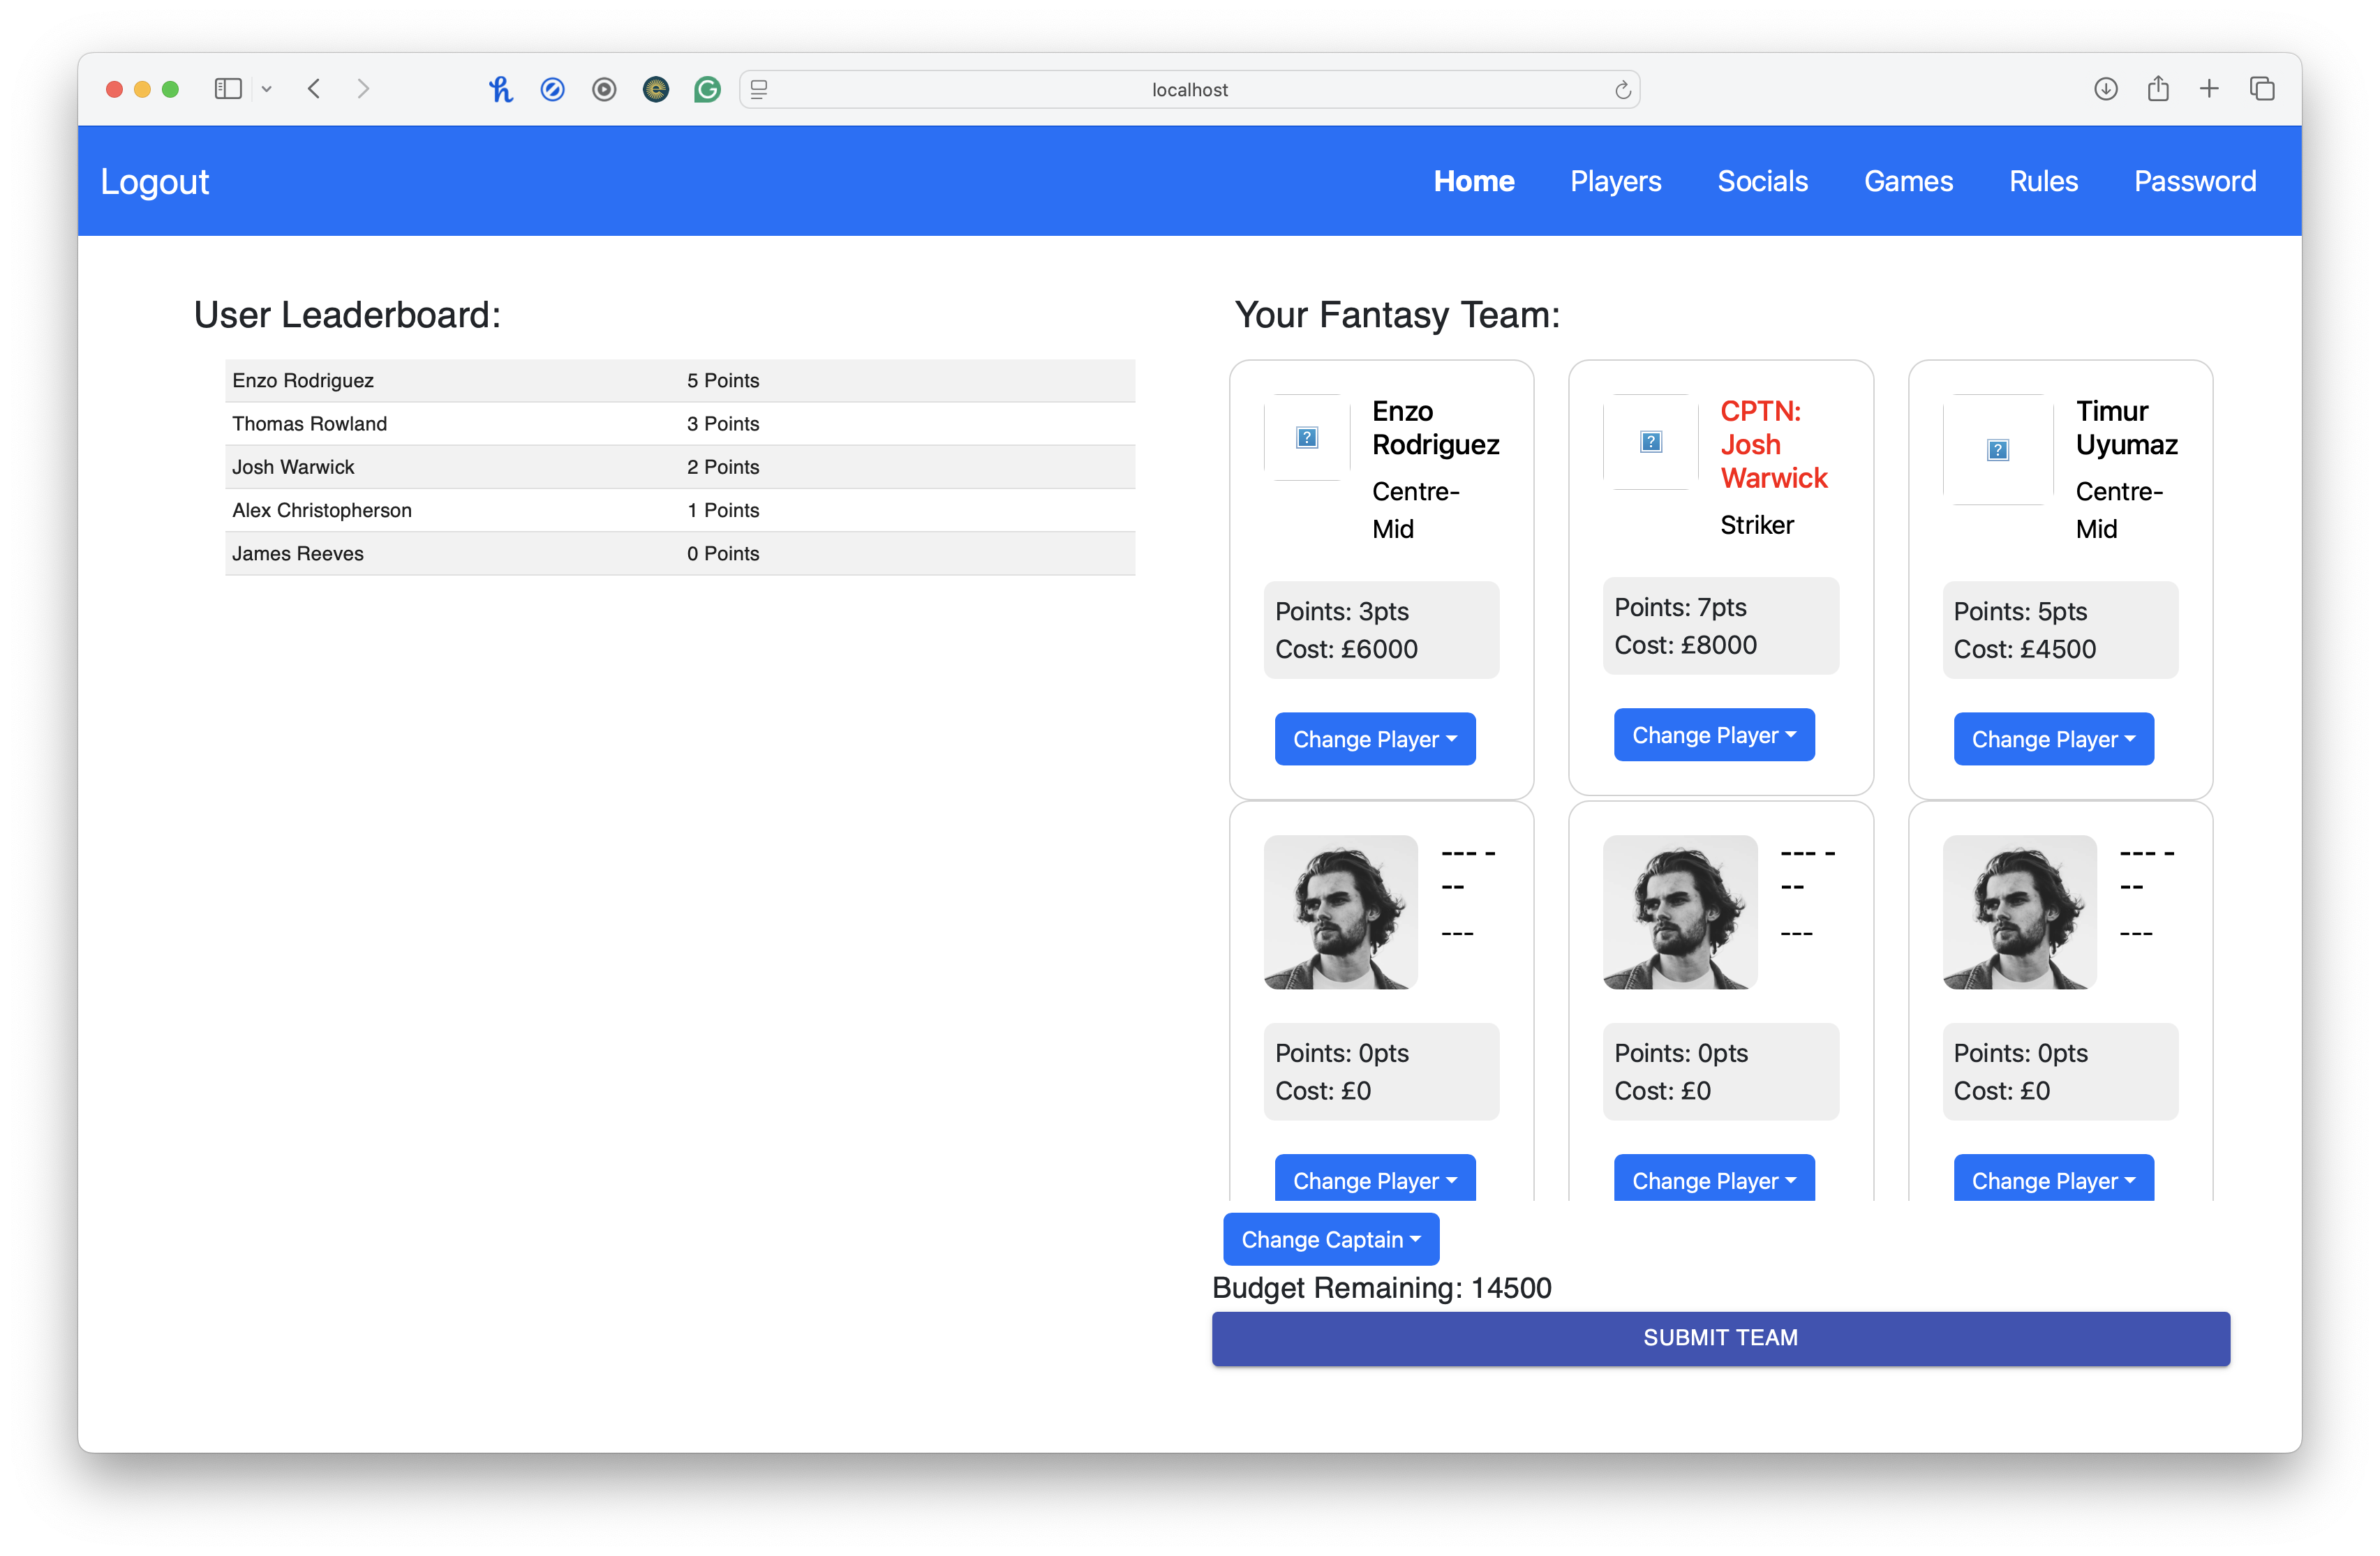 localhost
Logout
Home
Players
Socials
Games
Rules
Password
User Leaderboard:
Enzo Rodriguez 5 Points
Thomas Rowland 3 Points
Josh Warwick 2 Points
Alex Christopherson 1 Points
James Reeves 0 Points
Your Fantasy Team:
Enzo
Rodriguez
Centre-
Mid
Points: 3pts
Cost: £6000
Change Player
CPTN:
Josh
Warwick
Striker
Points: 7pts
Cost: £8000
Change Player
Timur
Uyumaz
Centre-
Mid
Points: 5pts
Cost: £4500
Change Player
--- -
--
---
Points: 0pts
Cost: £0
Change Player
--- -
--
---
Points: 0pts
Cost: £0
Change Player
--- -
--
---
Points: 0pts
Cost: £0
Change Player
Change Captain
Budget Remaining: 14500
SUBMIT TEAM